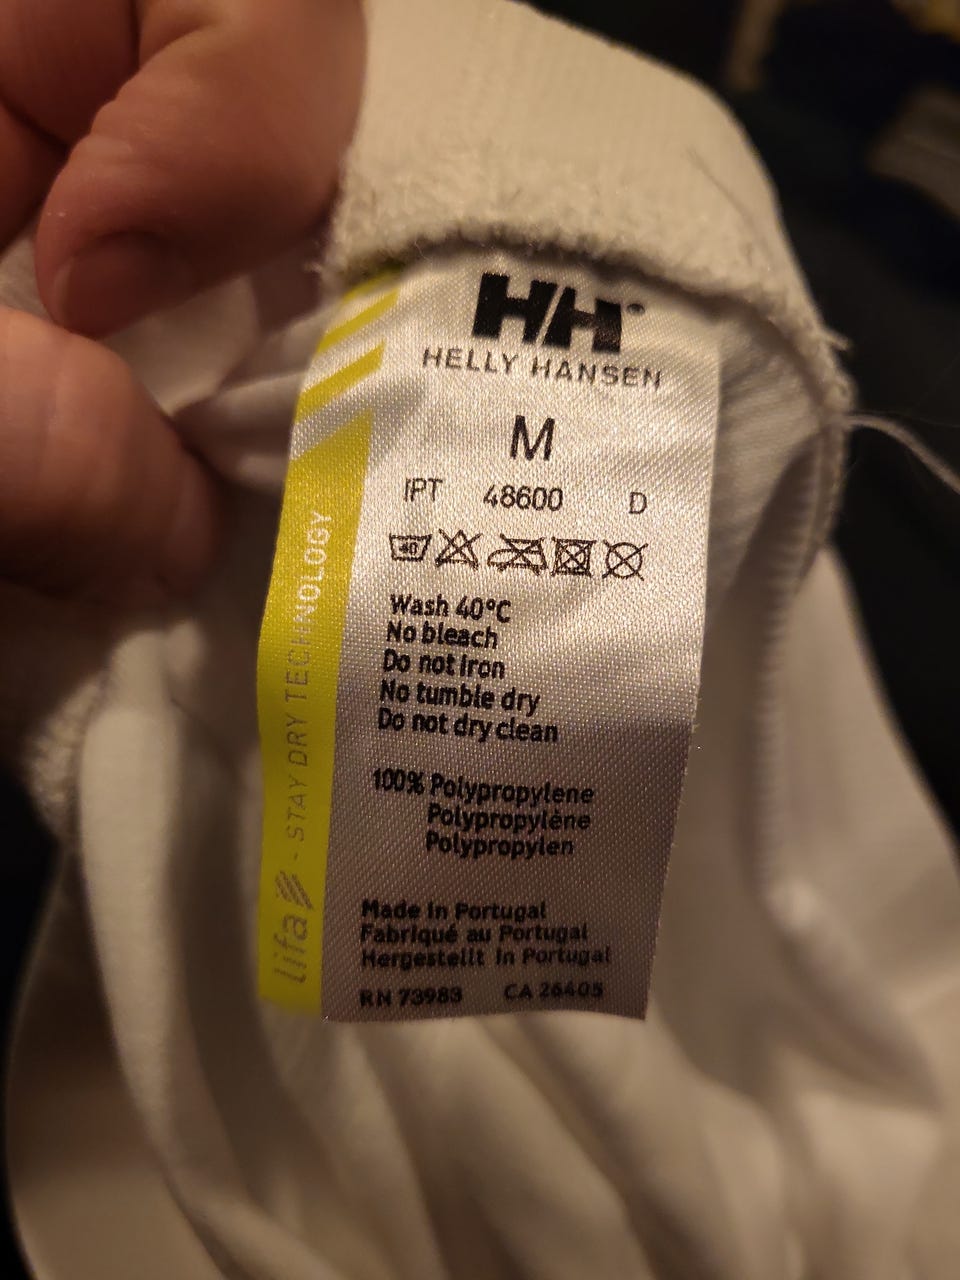 HH®
HELLY HANSEN
M
IPT 48600 D
40
Wash 40°C
No bleach
Do not iron
No tumble dry
Do not dry clean
100% Polypropylene
Polypropylène
Polypropylen
Made in Portugal
Fabriqué au Portugal
Hergestellt in Portugal
RN 73983 CA 26405
lifa - STAY DRY TECHNOLOGY